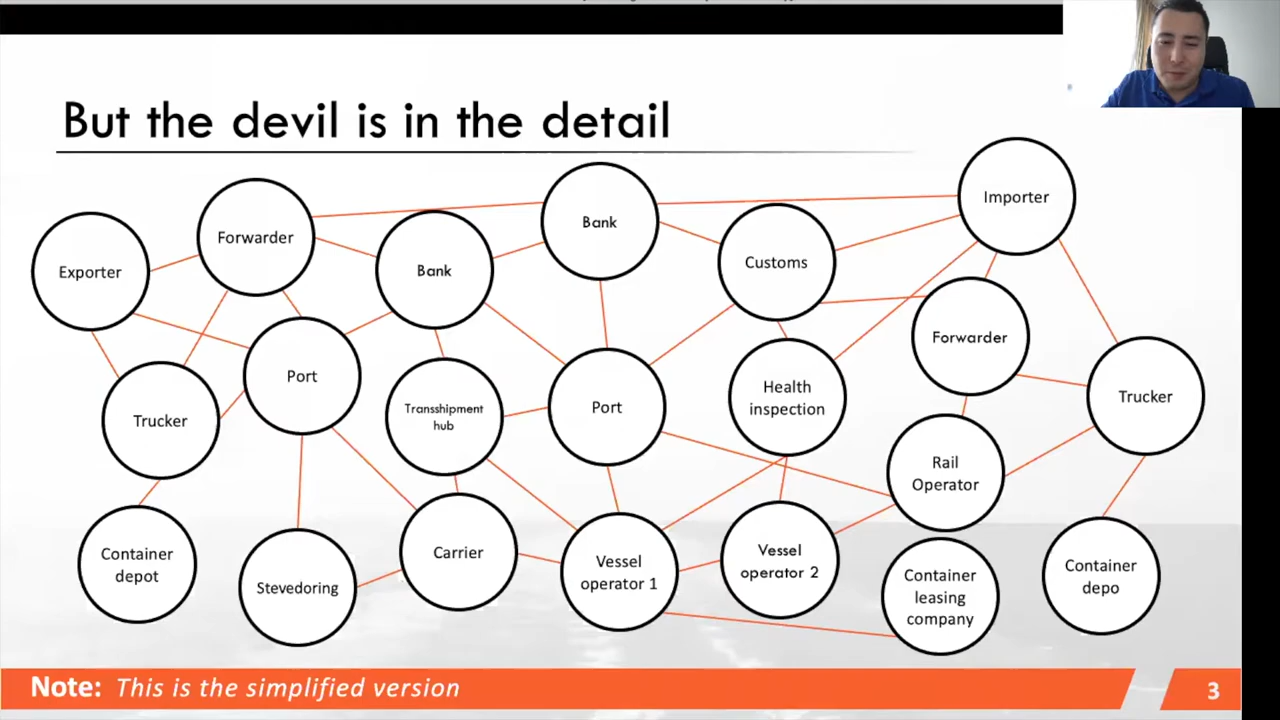 But the devil is in the detail
Exporter
Forwarder
Bank
Bank
Customs
Importer
Trucker
Port
Transshipment
hub
Port
Health
inspection
Forwarder
Trucker
Container
depot
Stevedoring
Carrier
Vessel
operator 1
Vessel
operator 2
Rail
Operator
Container
leasing
company
Container
depo
Note: This is the simplified version
3